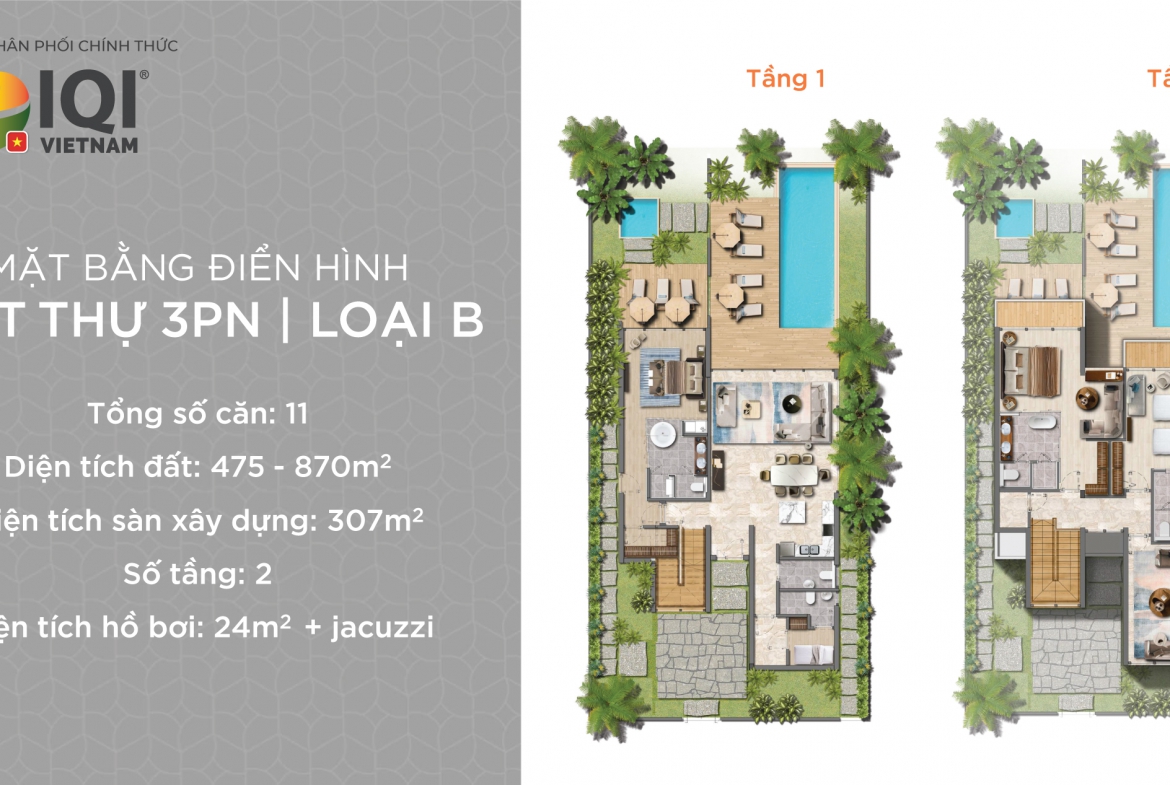 HÂN PHỐI CHÍNH THỨC
IQI®
VIETNAM
MẶT BẰNG ĐIỂN HÌNH
T THỰ 3PN | LOẠI B
Tổng số căn: 11
Diện tích đất: 475 - 870m²
iện tích sàn xây dựng: 307m²
Số tầng: 2
ện tích hồ bơi: 24m² + jacuzzi
Tầng 1
Tầ